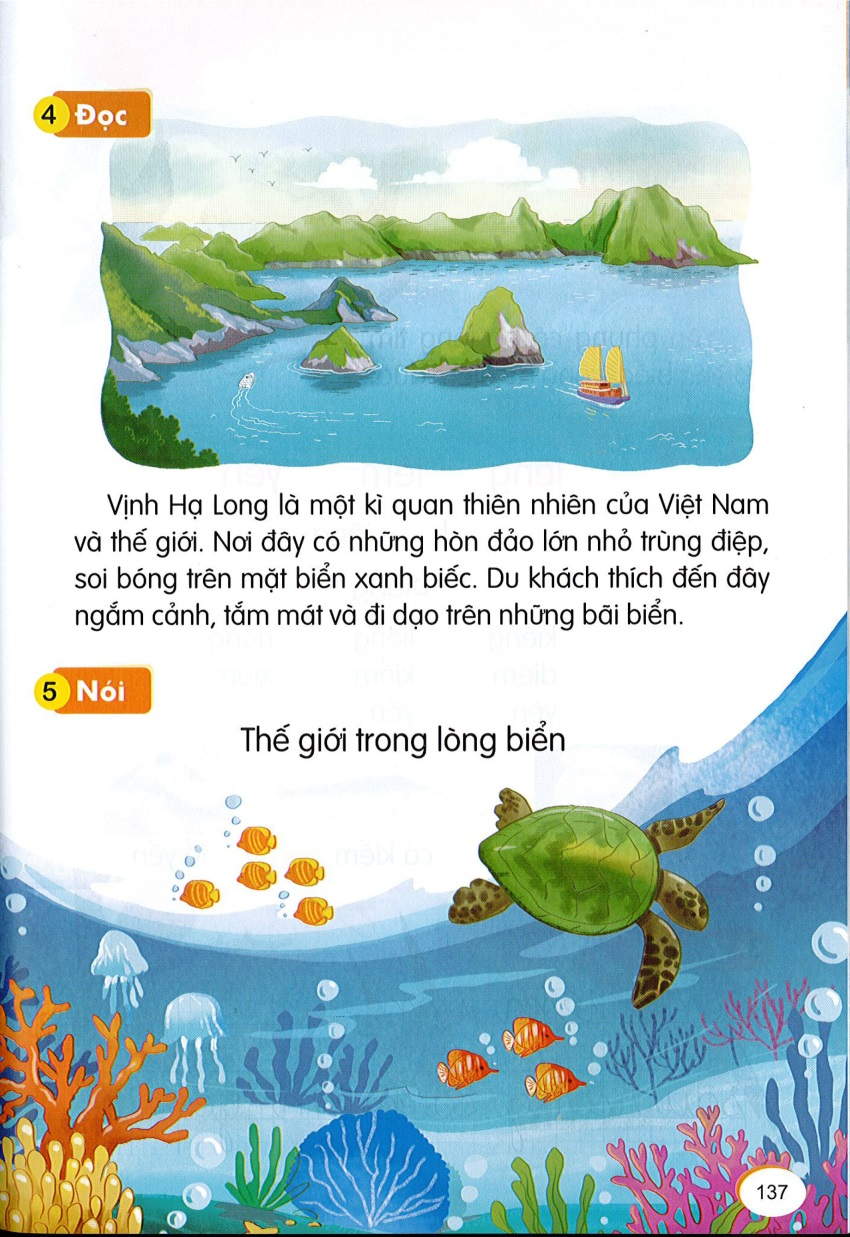 4 Đọc
Vịnh Hạ Long là một kì quan thiên nhiên của Việt Nam
và thế giới. Nơi đây có những hòn đảo lớn nhỏ trùng điệp,
soi bóng trên mặt biển xanh biếc. Du khách thích đến đây
ngắm cảnh, tắm mát và đi dạo trên những bãi biển.
5 Nói
Thế giới trong lòng biển
137